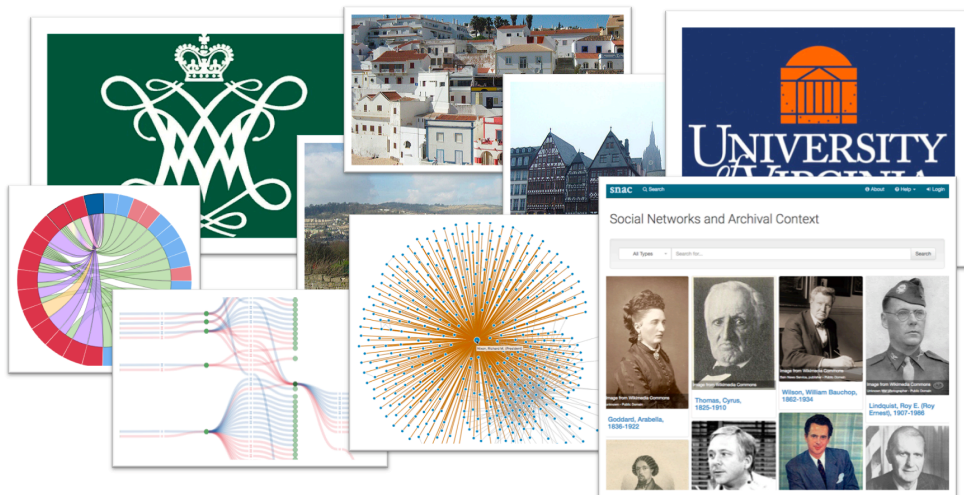 UNIVERSITY
of VIRGINIA
snac
Search
About
Help
Login
Social Networks and Archival Context
All Types
Search for...
Search
Image from Wikimedia Commons
Image from Wikimedia Commons
Image from Wikimedia Commons
Image from Wikimedia Commons
Goddard, Arabella,
1836-1922
Thomas, Cyrus,
1825-1910
Wilson, William Bauchop,
1862-1934
Lindquist, Roy E. (Roy
Ernest), 1907-1986